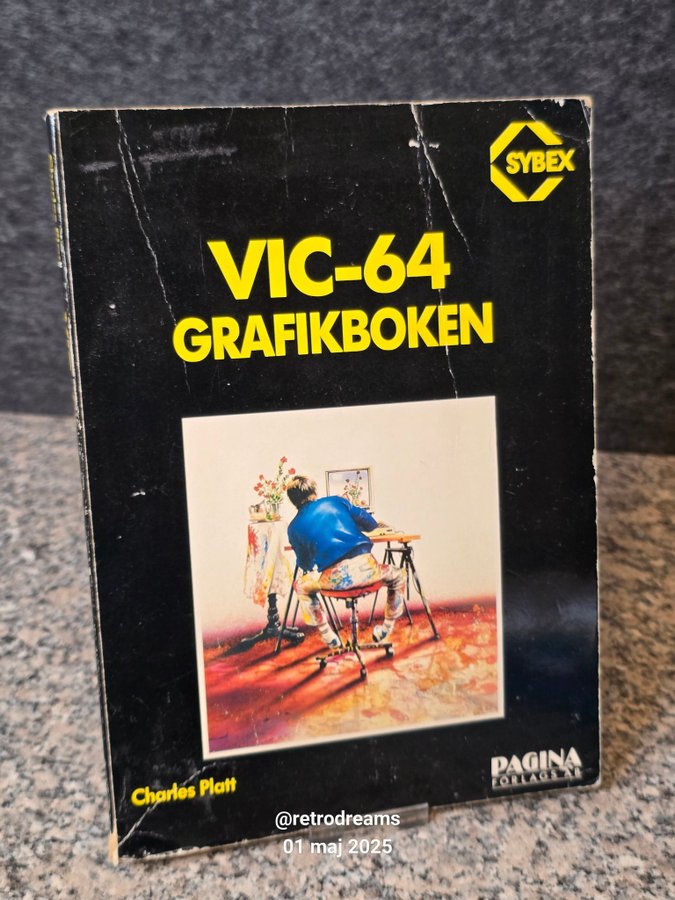 SYBEX
VIC-64
GRAFIKBOKEN
Charles Platt
PAGINA
FÖRLAGS AB
@retrodreams
01 maj 2025